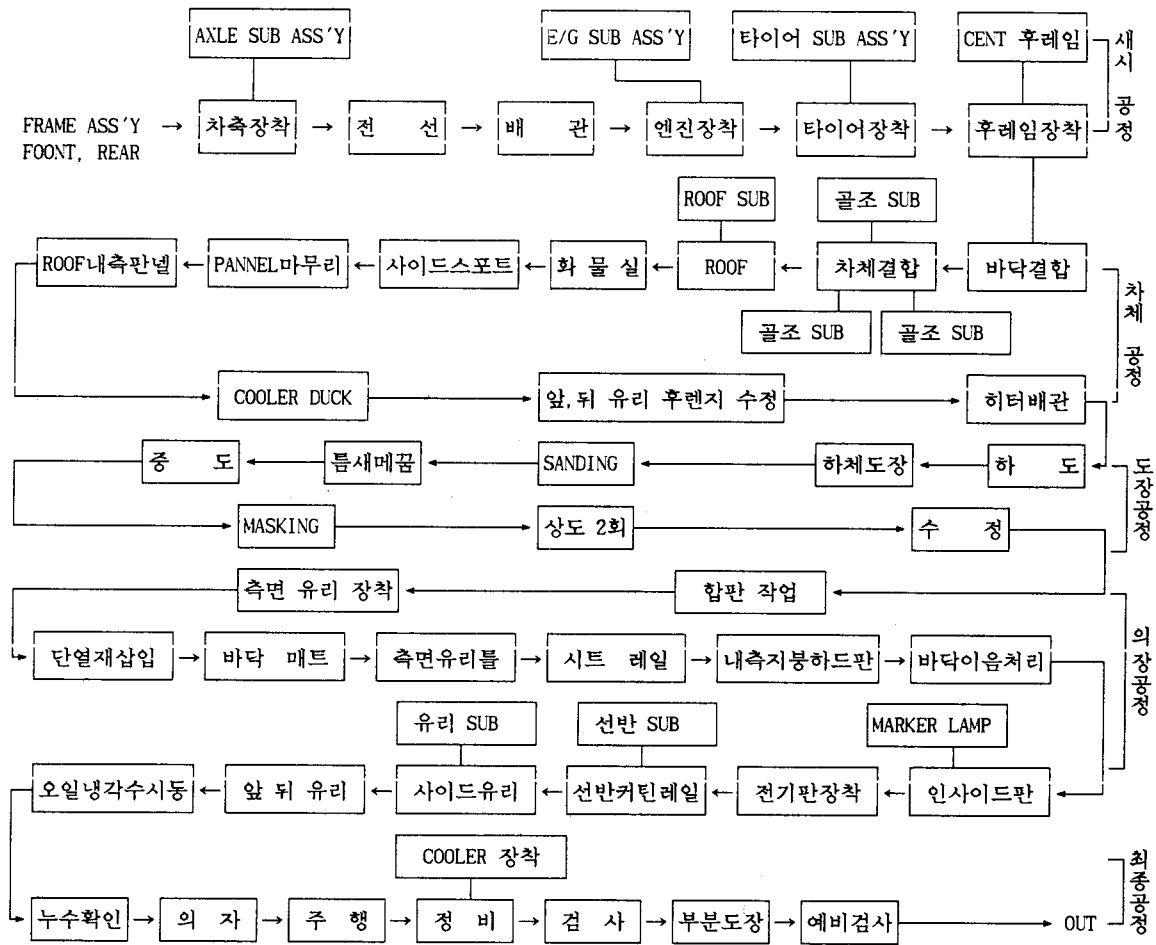 AXLE SUB ASS'Y
E/G SUB ASS'Y
타이어 SUB ASS'Y
CENT 후레임
새시 공정
FRAME ASS'Y
FOONT, REAR
차축장착
전 선
배 관
엔진장착
타이어장착
후레임장착
ROOF SUB
골조 SUB
ROOF내측판넬
PANNEL마무리
사이드스포트
화 물 실
ROOF
차체결합
바닥결합
차체 공정
골조 SUB
골조 SUB
COOLER DUCK
앞,뒤 유리 후렌지 수정
히터배관
중 도
틈새메꿈
SANDING
하체도장
하 도
도장공정
MASKING
상도 2회
수 정
측면 유리 장착
합판 작업
의장공정
단열재삽입
바닥 매트
측면유리틀
시트 레일
내측지붕하드판
바닥이음처리
유리 SUB
선반 SUB
MARKER LAMP
오일냉각수시동
앞 뒤 유리
사이드유리
선반커틴레일
전기판장착
인사이드판
COOLER 장착
최종공정
누수확인
의 자
주 행
정 비
검 사
부분도장
예비검사
OUT